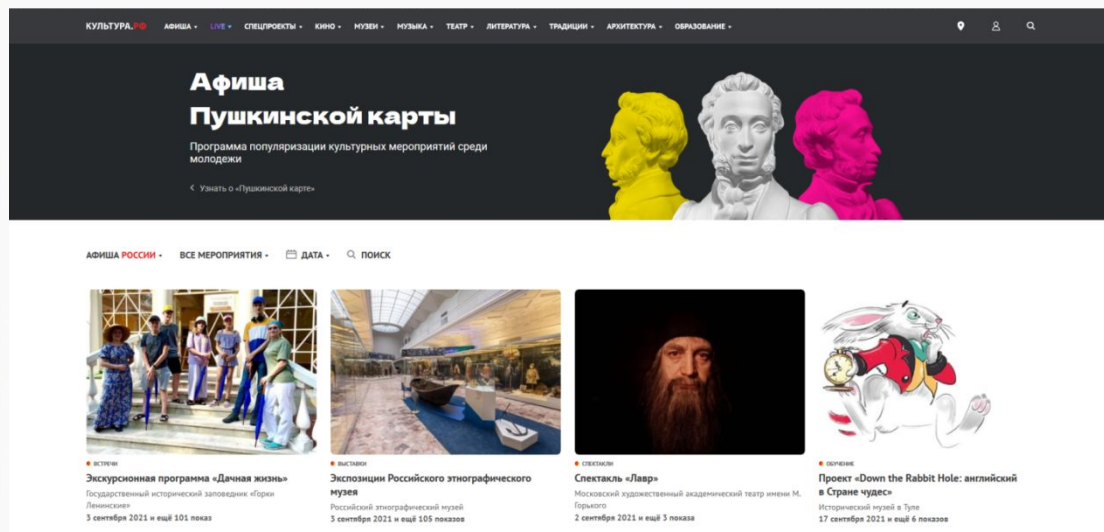 КУЛЬТУРА.РФ АФИША LIVE СПЕЦПРОЕКТЫ КИНО МУЗЕИ МУЗЫКА ТЕАТР ЛИТЕРАТУРА ТРАДИЦИИ АРХИТЕКТУРА ОБРАЗОВАНИЕ
Афиша
Пушкинской карты
Программа популяризации культурных мероприятий среди
молодежи
Узнать о «Пушкинской карте»
АФИША РОССИИ ВСЕ МЕРОПРИЯТИЯ ДАТА ПОИСК
ВСТРЕЧИ
Экскурсионная программа «Дачная жизнь»
Государственный исторический заповедник «Горки
Ленинские»
3 сентября 2021 и ещё 101 показ
ВЫСТАВКИ
Экспозиции Российского этнографического
музея
Российский этнографический музей
3 сентября 2021 и ещё 105 показов
СПЕКТАКЛИ
Спектакль «Лавр»
Московский художественный академический театр имени М.
Горького
2 сентября 2021 и ещё 3 показа
ОБУЧЕНИЕ
Проект «Down the Rabbit Hole: английский
в Стране чудес»
Исторический музей в Туле
17 сентября 2021 и ещё 6 показов